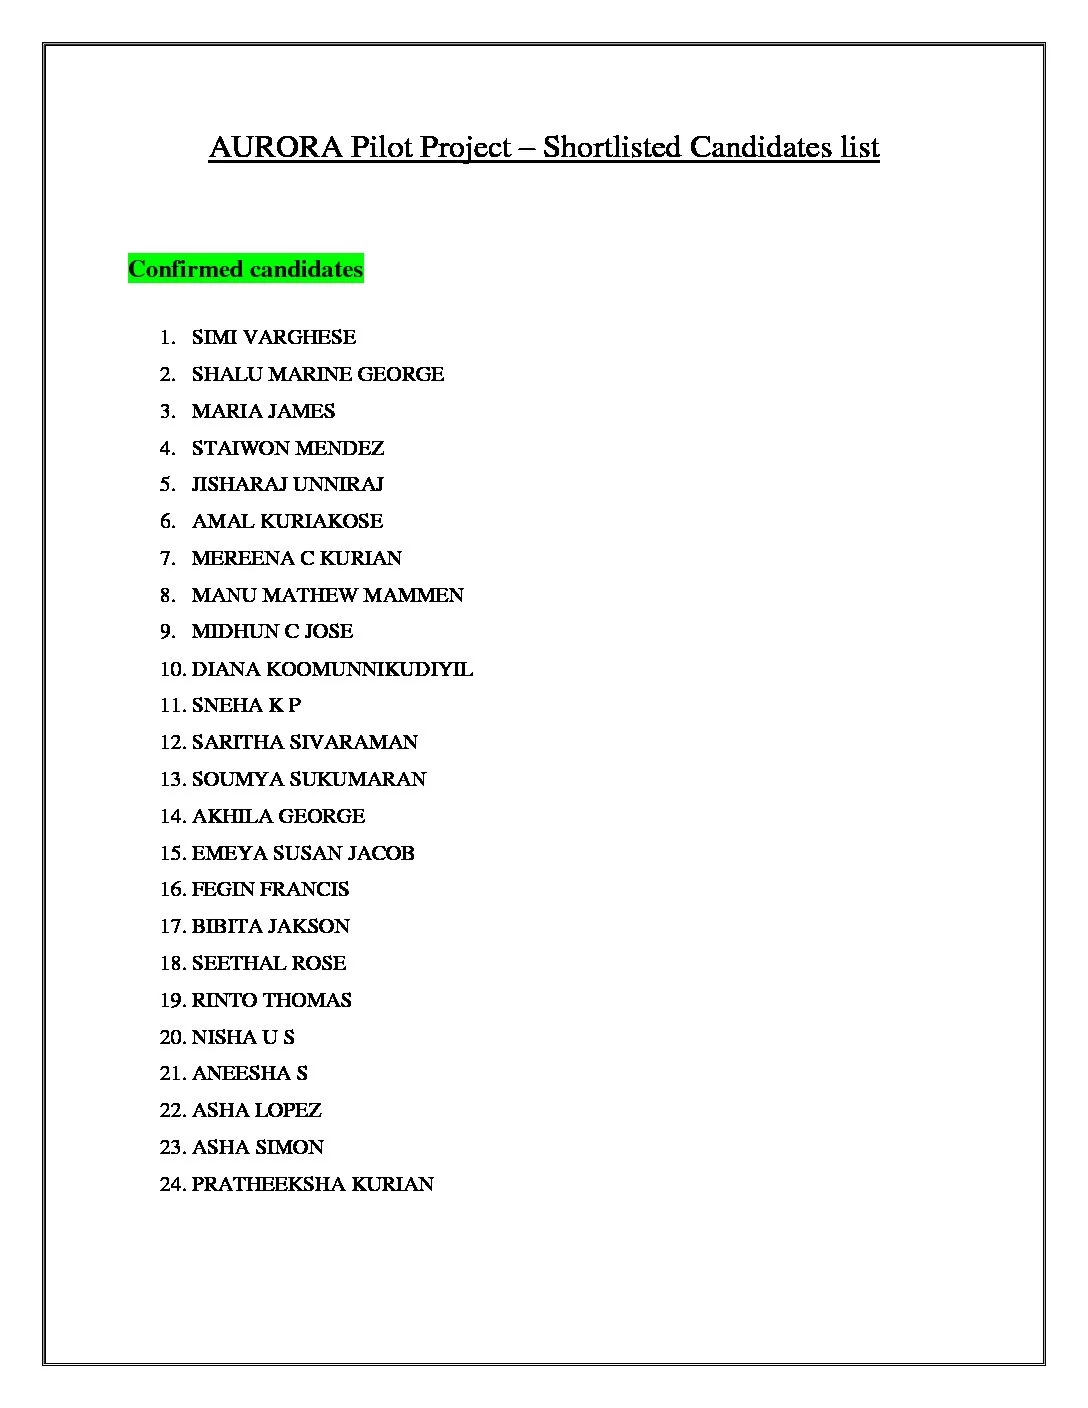 AURORA Pilot Project – Shortlisted Candidates list
Confirmed candidates
1. SIMI VARGHESE
2. SHALU MARINE GEORGE
3. MARIA JAMES
4. STAIWON MENDEZ
5. JISHARAJ UNNIRAJ
6. AMAL KURIAKOSE
7. MEREENA C KURIAN
8. MANU MATHEW MAMMEN
9. MIDHUN C JOSE
10. DIANA KOOMUNNIKUDIYIL
11. SNEHA K P
12. SARITHA SIVARAMAN
13. SOUMYA SUKUMARAN
14. AKHILA GEORGE
15. EMEYA SUSAN JACOB
16. FEGIN FRANCIS
17. BIBITA JAKSON
18. SEETHAL ROSE
19. RINTO THOMAS
20. NISHA U S
21. ANEESHA S
22. ASHA LOPEZ
23. ASHA SIMON
24. PRATHEEKSHA KURIAN